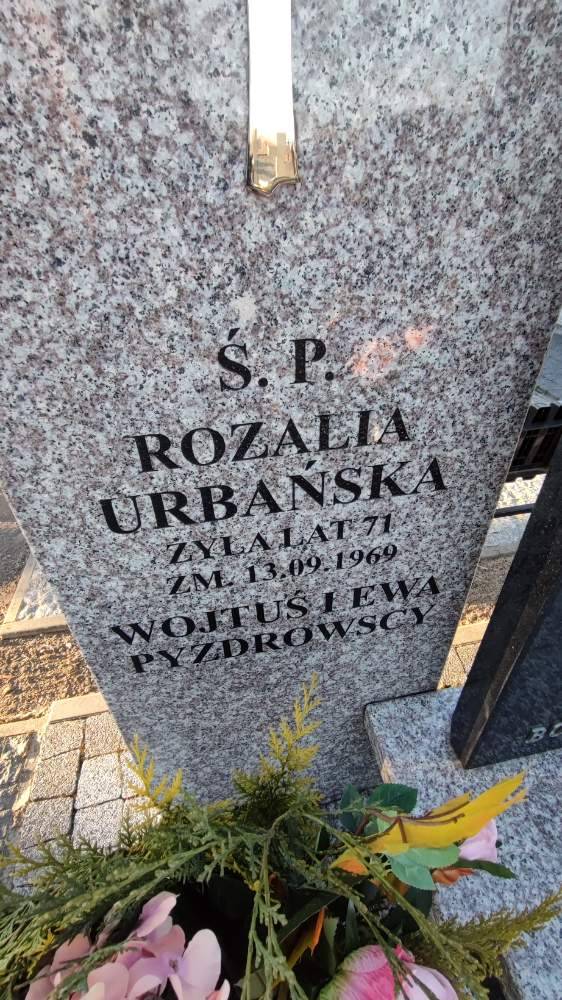 Ś. P.
ROZALIA
URBAŃSKA
ŻYŁA LAT 71
ZM. 13.09.1969
WOJTUŚ I EWA
PYZDROWSCY